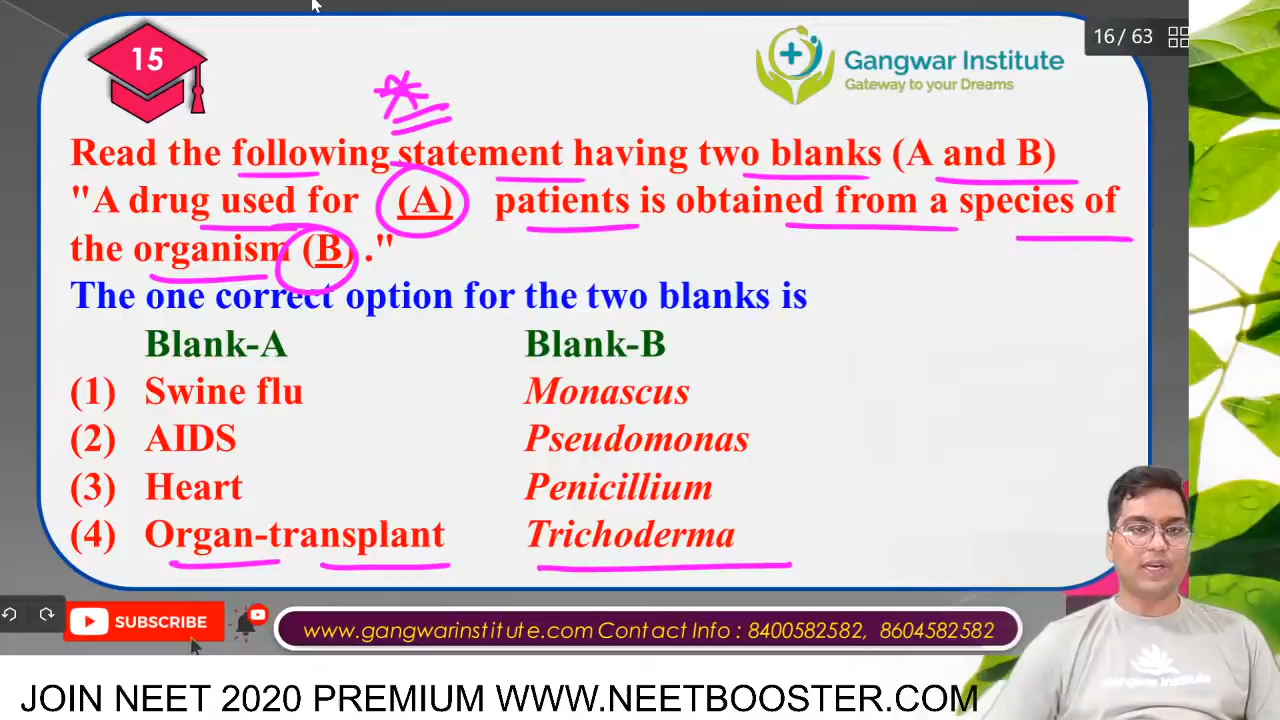 16 / 63
15
Gangwar Institute
Gateway to your Dreams
Read the following statement having two blanks (A and B)
"A drug used for (A) patients is obtained from a species of
the organism (B) ."
The one correct option for the two blanks is
Blank-A Blank-B
(1) Swine flu Monascus
(2) AIDS Pseudomonas
(3) Heart Penicillium
(4) Organ-transplant Trichoderma
SUBSCRIBE
www.gangwarinstitute.com Contact Info : 8400582582, 8604582582
Gangwar Institute
JOIN NEET 2020 PREMIUM WWW.NEETBOOSTER.COM